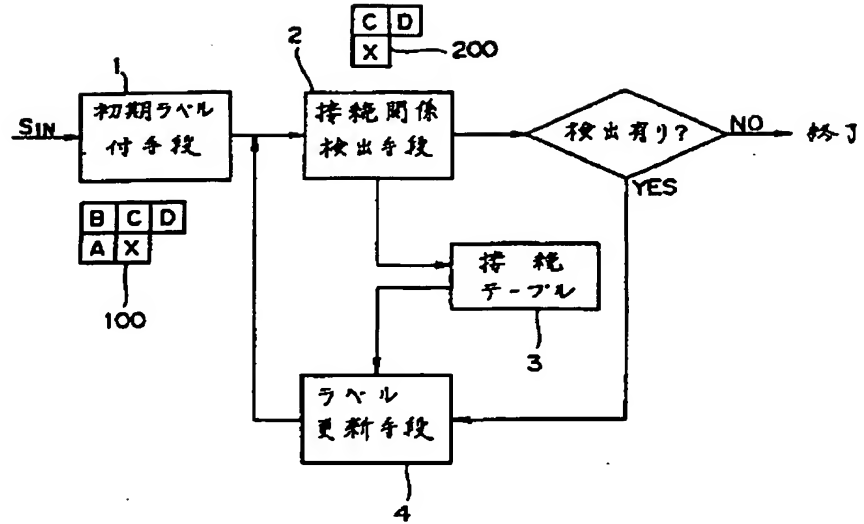 C D
X
200
2
1
初期ラベル
付手段
SIN
接続関係
検出手段
検出有り?
NO
終了
YES
B C D
A X
100
接続
テーブル
3
ラベル
更新手段
4